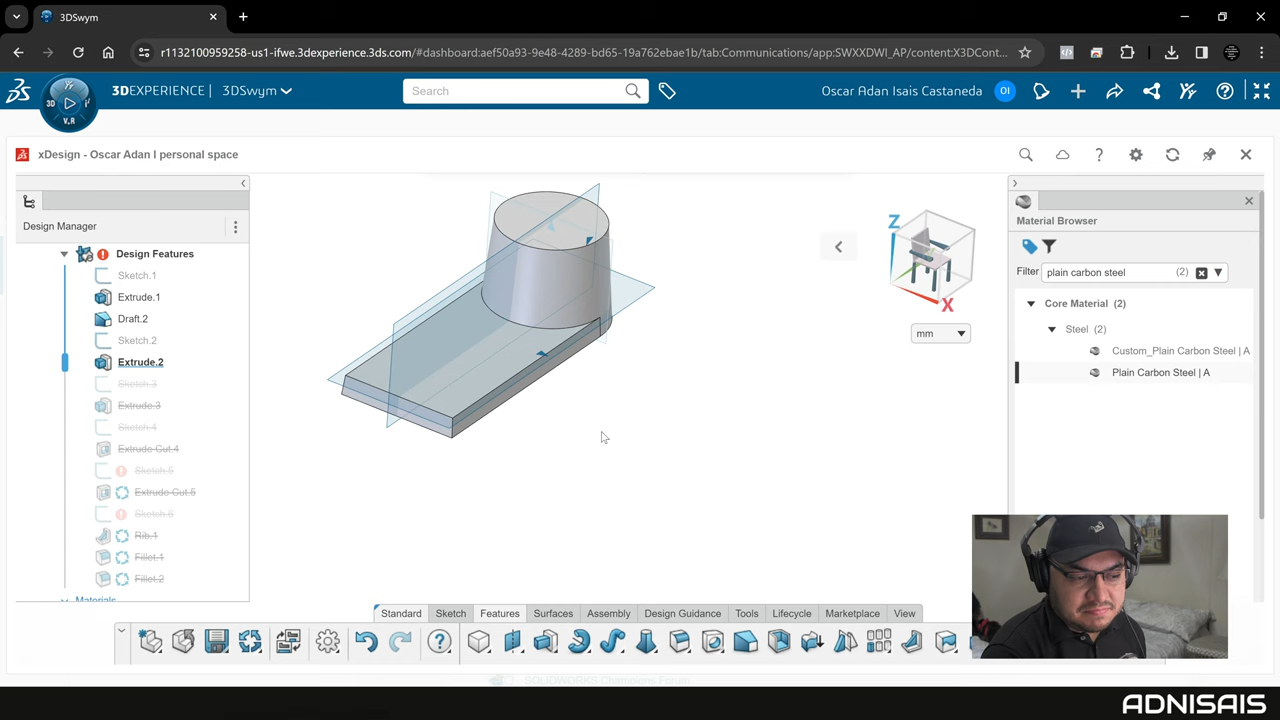 3DSwym
r1132100959258-us1-ifwe.3dexperience.3ds.com/#dashboard:aef50a93-9e48-4289-bd65-19a762ebae1b/tab:Communications/app:SWXXDWI_AP/content:X3DCont...
3D
V.R
3DEXPERIENCE | 3DSwym
Search
Oscar Adan Isais Castaneda
OI
xDesign - Oscar Adan I personal space
Design Manager
Design Features
Sketch.1
Extrude.1
Draft.2
Sketch.2
Extrude.2
Sketch.3
Extrude.3
Sketch.4
Extrude Cut.4
Sketch.5
Extrude Cut.5
Sketch.6
Rib.1
Fillet.1
Fillet.2
Materials
Z
X
mm
Material Browser
Filter
plain carbon steel
(2)
Core Material (2)
Steel (2)
Custom_Plain Carbon Steel | A
Plain Carbon Steel | A
Standard
Sketch
Features
Surfaces
Assembly
Design Guidance
Tools
Lifecycle
Marketplace
View
SOLIDWORKS Champions Forum
ADNISAIS